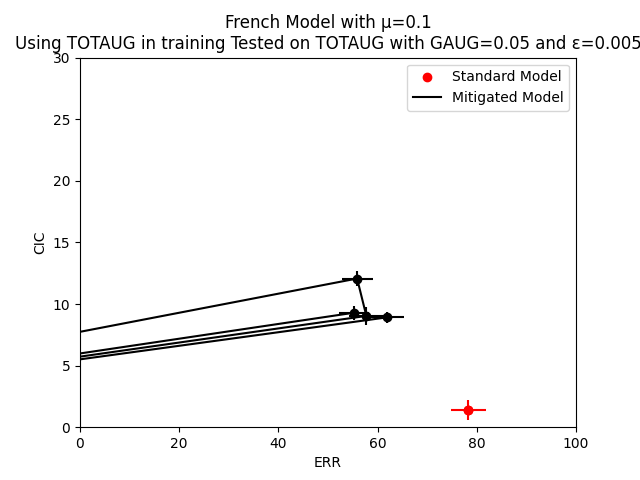 French Model with μ=0.1
Using TOTAUG in training Tested on TOTAUG with GAUG=0.05 and ε=0.005
Standard Model
Mitigated Model
30
25
20
15
10
5
0
CIC
0 20 40 60 80 100
ERR